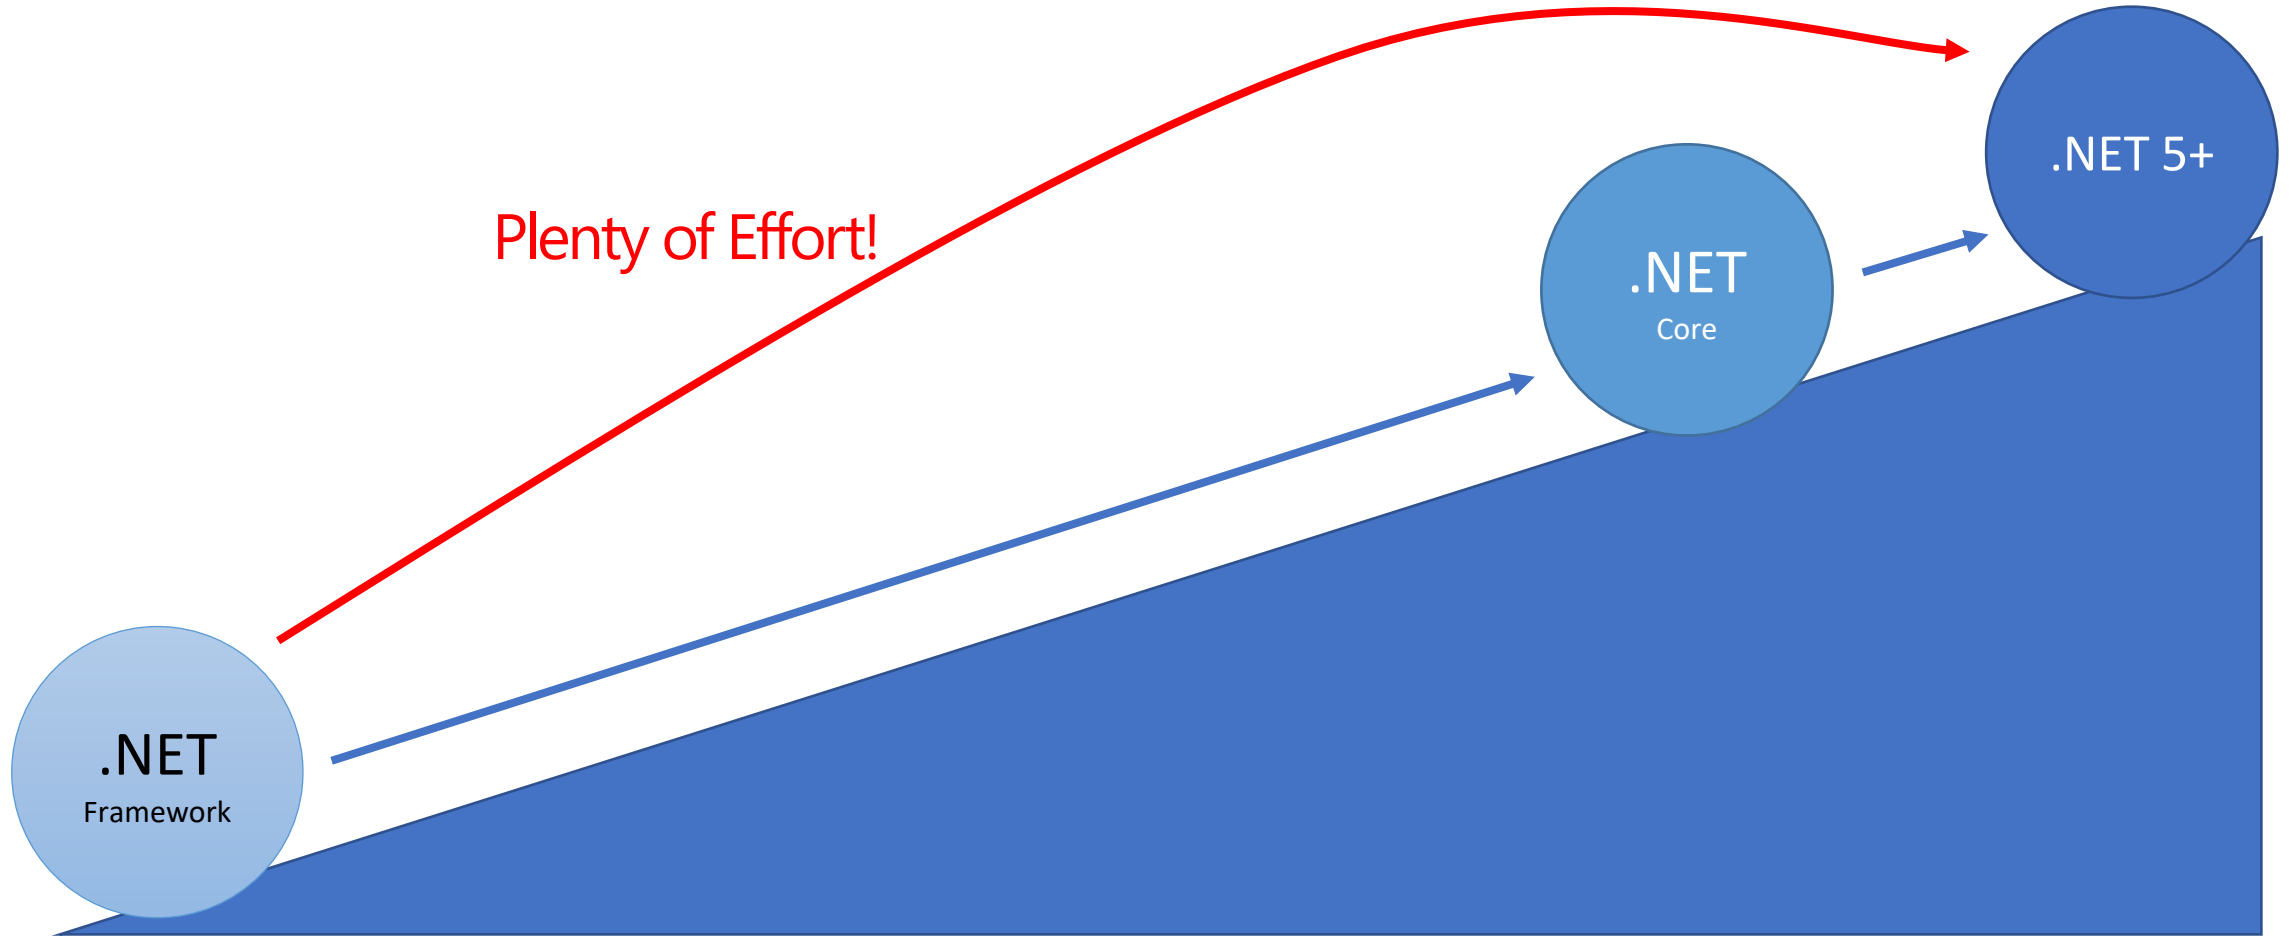 .NET 5+
Plenty of Effort!
.NET
Core
.NET
Framework